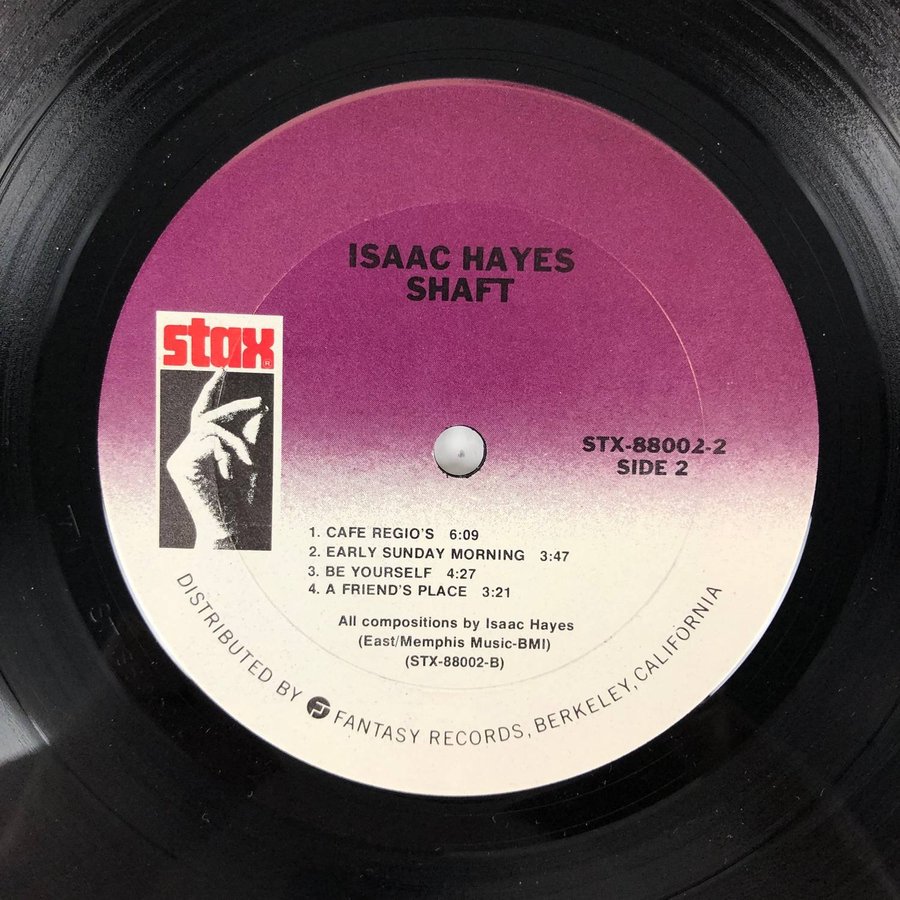 ISAAC HAYES
SHAFT
stax
®
STX-88002-2
SIDE 2
1. CAFE REGIO'S 6:09
2. EARLY SUNDAY MORNING 3:47
3. BE YOURSELF 4:27
4. A FRIEND'S PLACE 3:21
All compositions by Isaac Hayes
(East/Memphis Music-BMI)
(STX-88002-B)
DISTRIBUTED BY FANTASY RECORDS, BERKELEY, CALIFORNIA